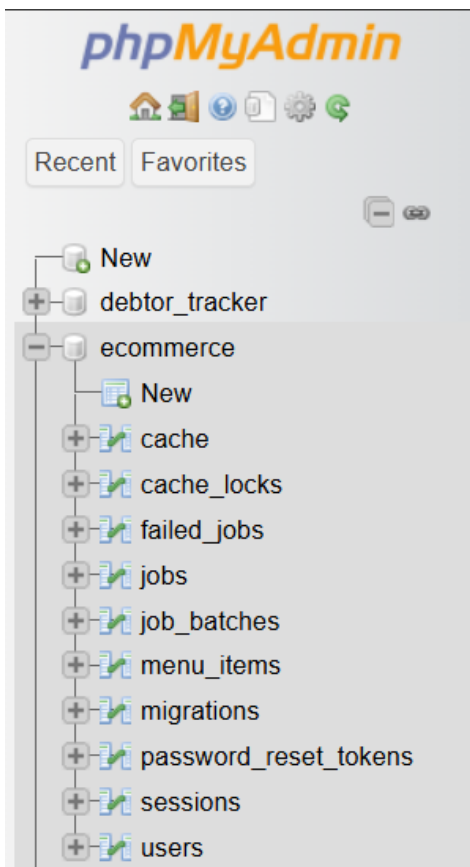 phpMyAdmin
Recent Favorites
New
debtor_tracker
ecommerce
New
cache
cache_locks
failed_jobs
jobs
job_batches
menu_items
migrations
password_reset_tokens
sessions
users